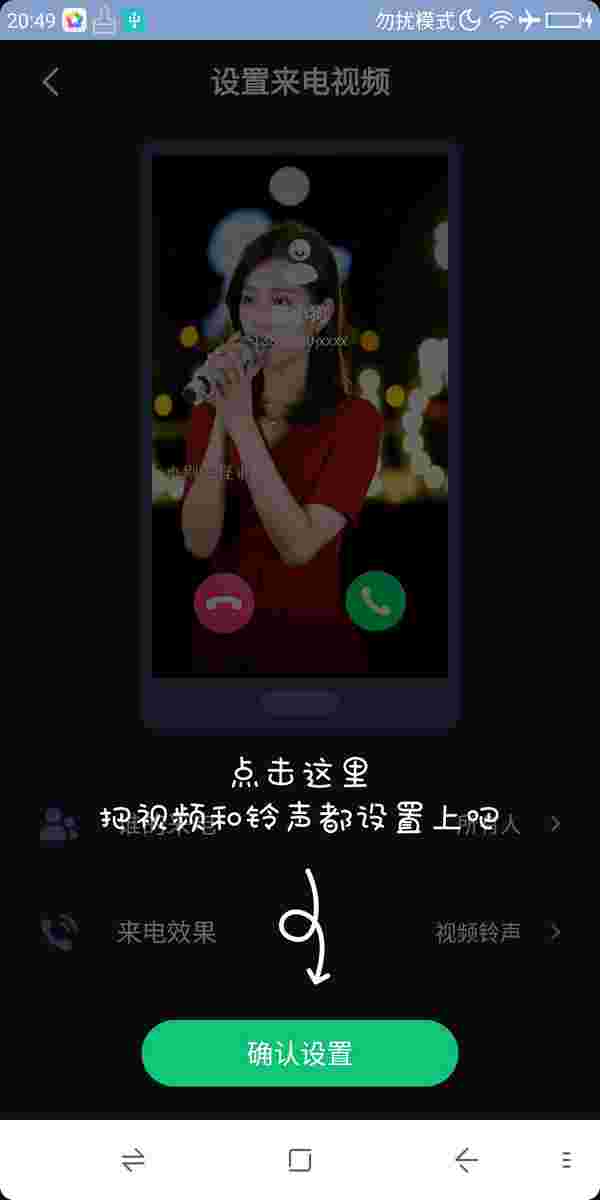 20:49 勿扰模式
设置来电视频
点击这里
把视频和铃声都设置上吧
所有人
来电效果 视频铃声
确认设置